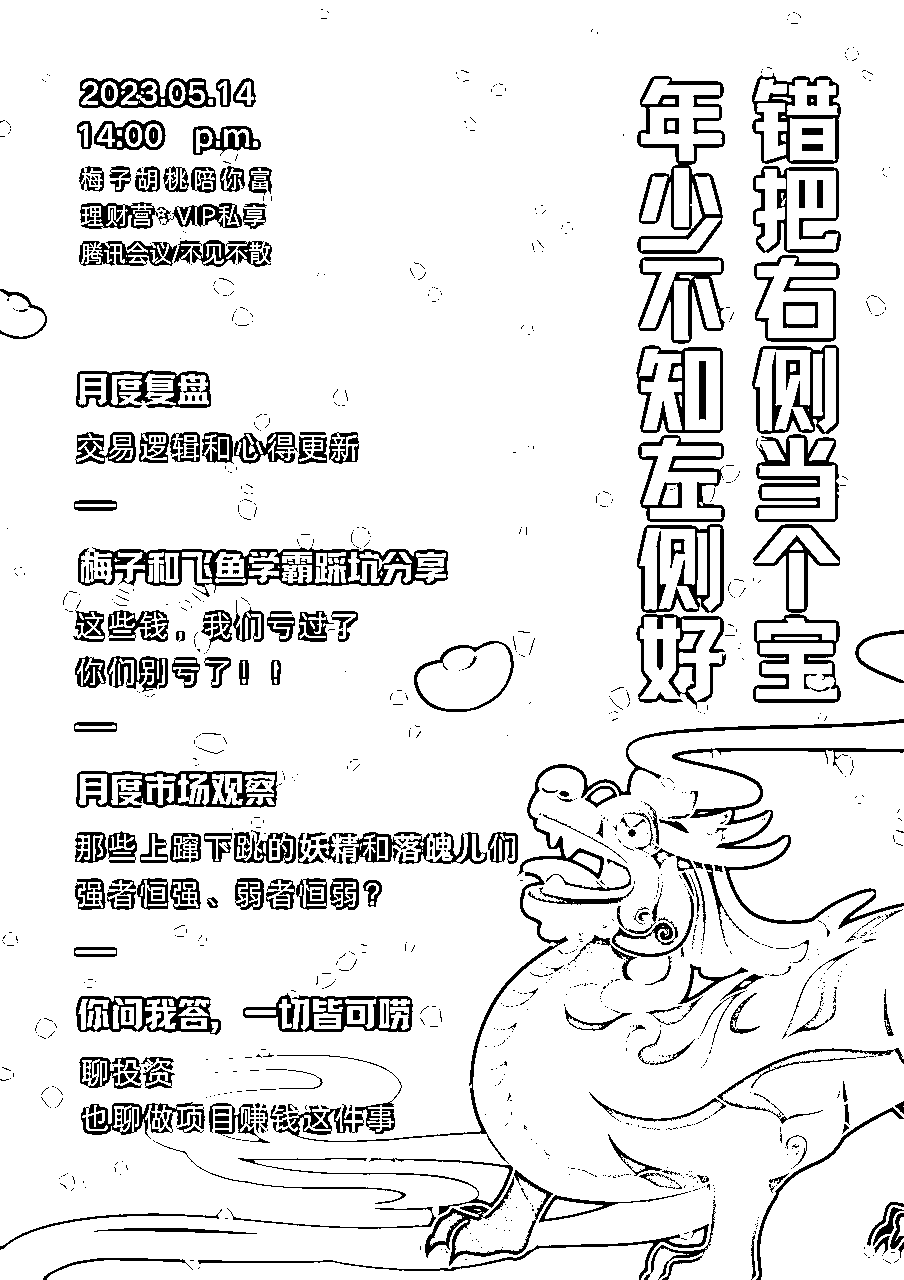 2023.05.14
14:00 p.m.
梅子胡桃陪你富
理财营 VIP私享
腾讯会议/不见不散
年少不知左侧好
错把右侧当个宝
月度复盘
交易逻辑和心得更新
梅子和飞鱼学霸踩坑分享
这些钱，我们亏过了
你们别亏了！！
月度市场观察
那些上蹿下跳的妖精和落魄儿们
强者恒强、弱者恒弱？
你问我答，一切皆可唠
聊投资
也聊做项目赚钱这件事